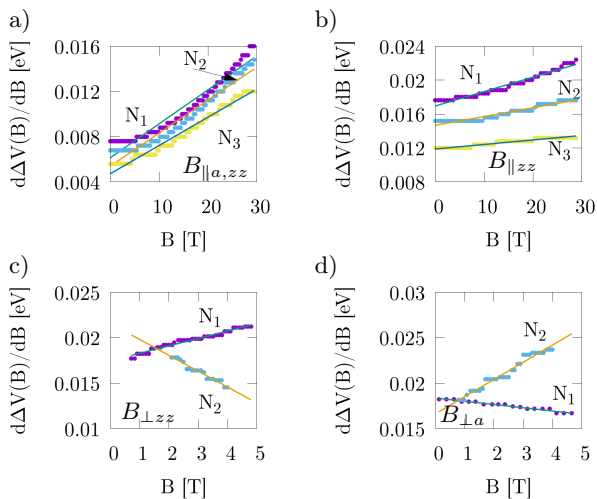 a)
dΔV(B)/dB [eV]
0.016
0.012
0.008
0.004
N₂
N₁
N₃
B∥a,zz
0 10 20 30
B [T]
b)
dΔV(B)/dB [eV]
0.024
0.02
0.016
0.012
0.008
N₁
N₂
N₃
B∥zz
0 10 20 30
B [T]
c)
dΔV(B)/dB [eV]
0.025
0.02
0.015
0.01
N₁
N₂
B⊥zz
1 2 3 4 5
B [T]
d)
dΔV(B)/dB [eV]
0.03
0.025
0.02
0.015
N₂
N₁
B⊥a
0 1 2 3 4 5
B [T]